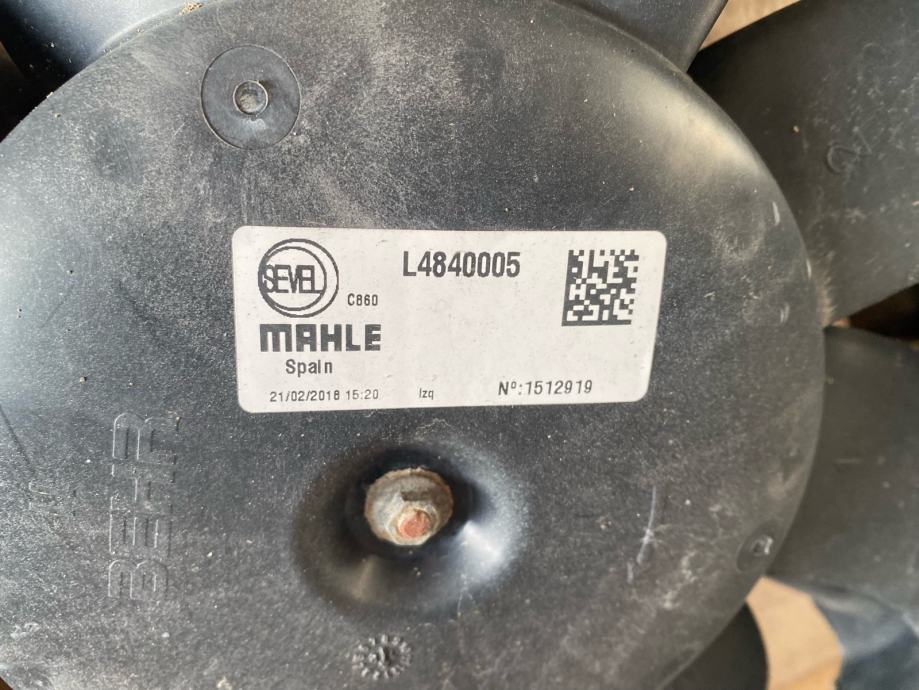 SEVEL
C860
L4840005
MAHLE
Spain
21/02/2018 15:20
Izq
Nº:1512919
BEHR